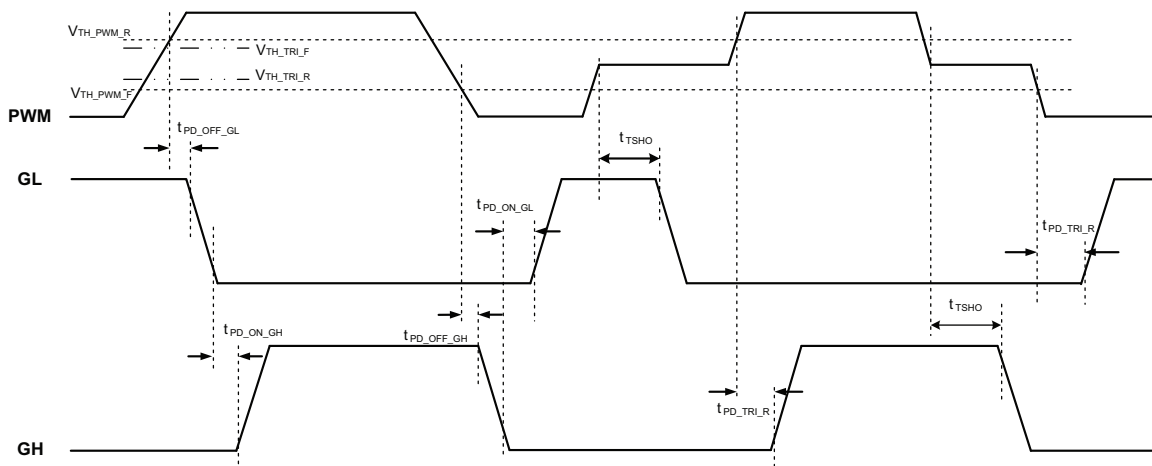 VTH_PWM_R
VTH_TRI_F
VTH_TRI_R
VTH_PWM_F
PWM
tPD_OFF_GL
tTSHO
GL
tPD_ON_GL
tPD_TRI_R
tTSHO
tPD_ON_GH
tPD_OFF_GH
tPD_TRI_R
GH